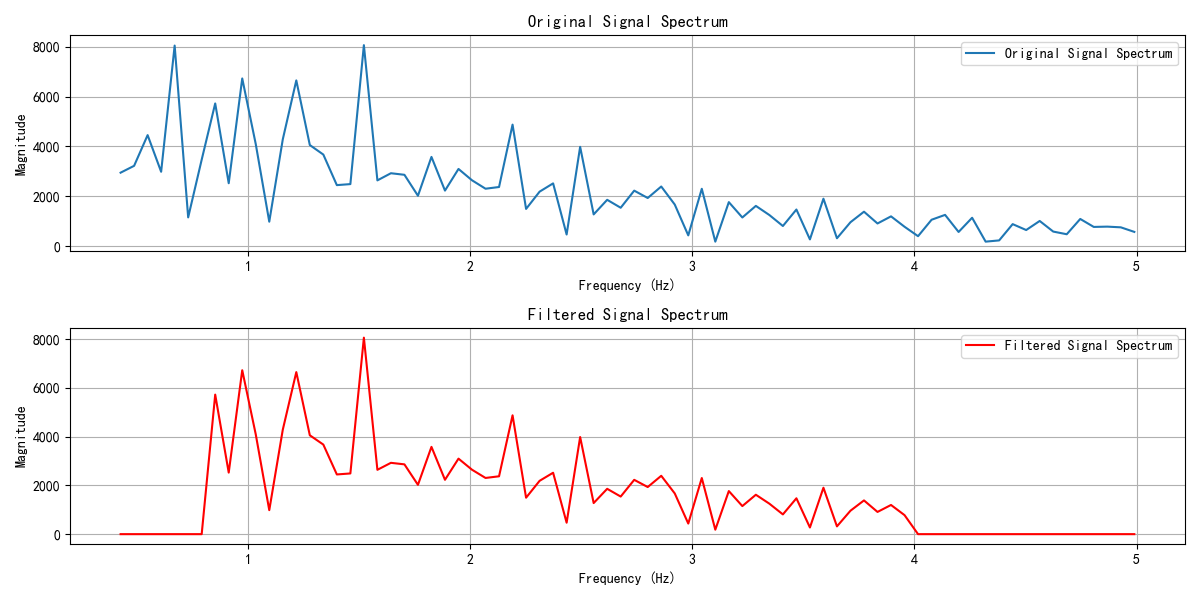 Original Signal Spectrum
8000
6000
4000
2000
0
Magnitude
Original Signal Spectrum
1 2 3 4 5
Frequency (Hz)
Filtered Signal Spectrum
8000
6000
4000
2000
0
Magnitude
Filtered Signal Spectrum
1 2 3 4 5
Frequency (Hz)